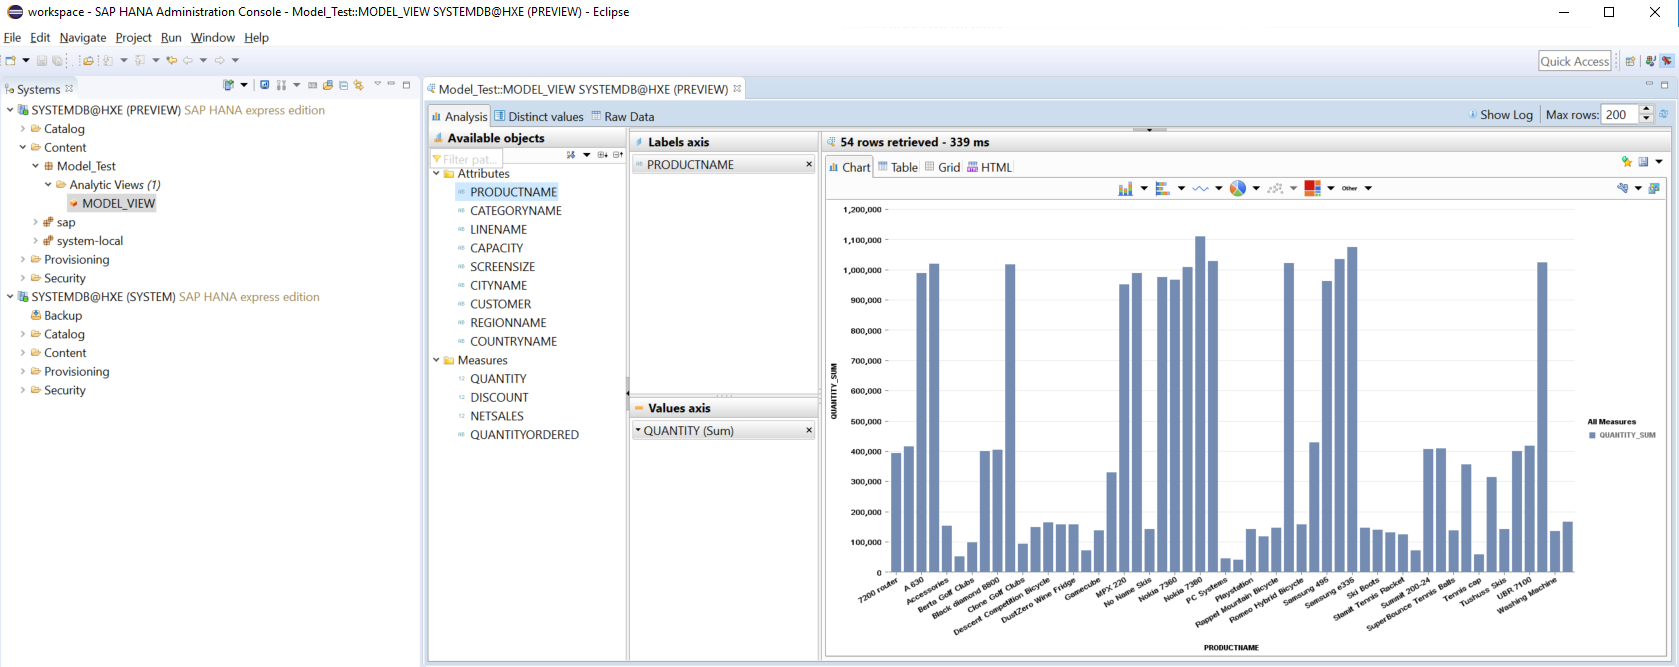 workspace - SAP HANA Administration Console - Model_Test::MODEL_VIEW SYSTEMDB@HXE (PREVIEW) - Eclipse
File Edit Navigate Project Run Window Help
Quick Access
Systems
SYSTEMDB@HXE (PREVIEW) SAP HANA express edition
Catalog
Content
Model_Test
Analytic Views (1)
MODEL_VIEW
sap
system-local
Provisioning
Security
SYSTEMDB@HXE (SYSTEM) SAP HANA express edition
Backup
Catalog
Content
Provisioning
Security
Model_Test::MODEL_VIEW SYSTEMDB@HXE (PREVIEW)
Analysis Distinct values Raw Data
Show Log Max rows: 200
Available objects
Filter pat...
Attributes
PRODUCTNAME
CATEGORYNAME
LINENAME
CAPACITY
SCREENSIZE
CITYNAME
CUSTOMER
REGIONNAME
COUNTRYNAME
Measures
QUANTITY
DISCOUNT
NETSALES
QUANTITYORDERED
Labels axis
PRODUCTNAME
Values axis
QUANTITY (Sum)
54 rows retrieved - 339 ms
Chart Table Grid HTML
Other
1,200,000
1,100,000
1,000,000
900,000
800,000
700,000
600,000
500,000
400,000
300,000
200,000
100,000
0
QUANTITY_SUM
7200 router
A 630
Accessories
Berta Golf Clubs
Black diamond B800
Clone Golf Clubs
Descent Competition Bicycle
DustZero Wine Fridge
Gamecube
MPX 220
No Name Skis
Nokia 7360
Nokia 7380
PC Systems
Playstation
Rappel Mountain Bicycle
Romeo Hybrid Bicycle
Samsung 495
Samsung e335
Ski Boots
Slamit Tennis Racket
Summit 200-24
SuperBounce Tennis Balls
Tennis cap
Tushuss Skis
UBR 7100
Washing Machine
PRODUCTNAME
All Measures
QUANTITY_SUM